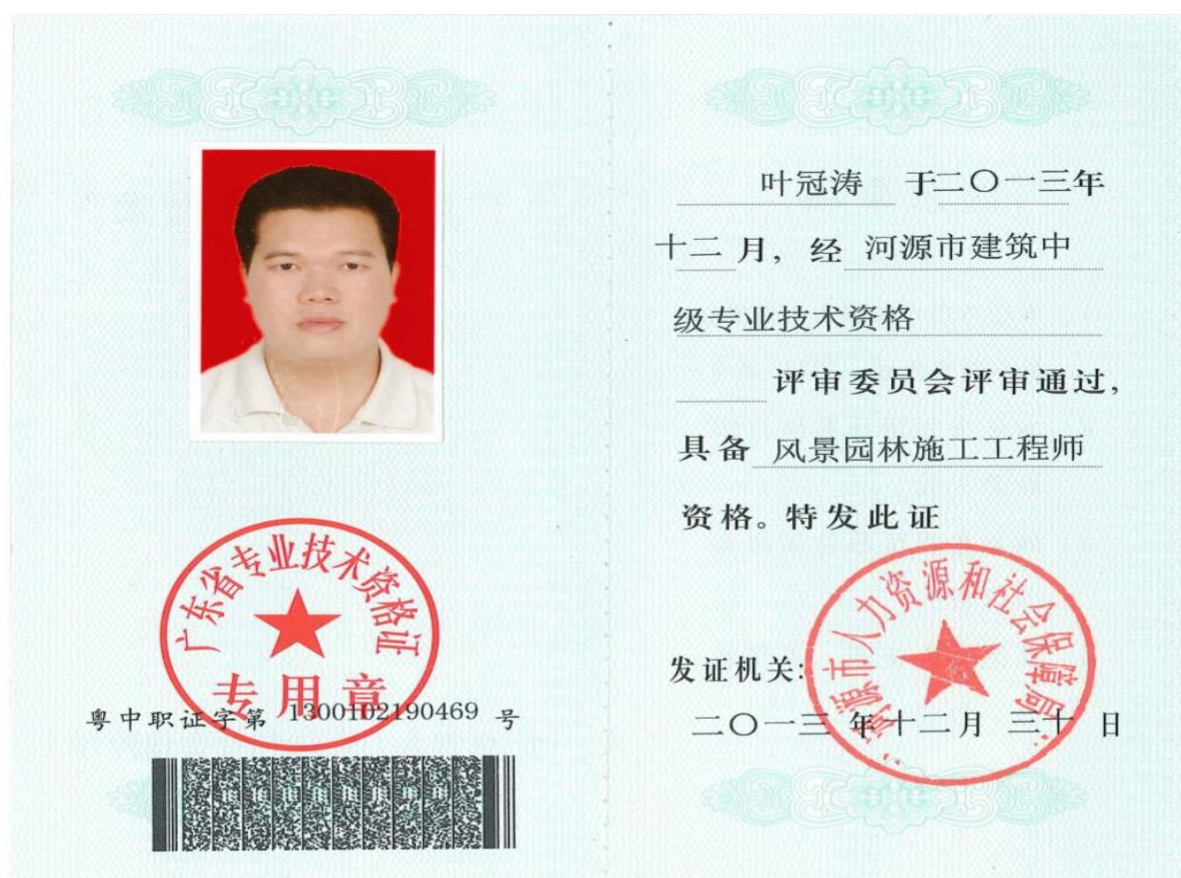 叶冠涛 于二〇一三年
十二月，经 河源市建筑中
级专业技术资格
评审委员会评审通过，
具备 风景园林施工工程师
资格。特发此证
发证机关:
二〇一三 年十二月 三十 日
河源市人力资源和社会保障局
广东省专业技术资格证
专用章
粤中职证字第 1300102190469 号